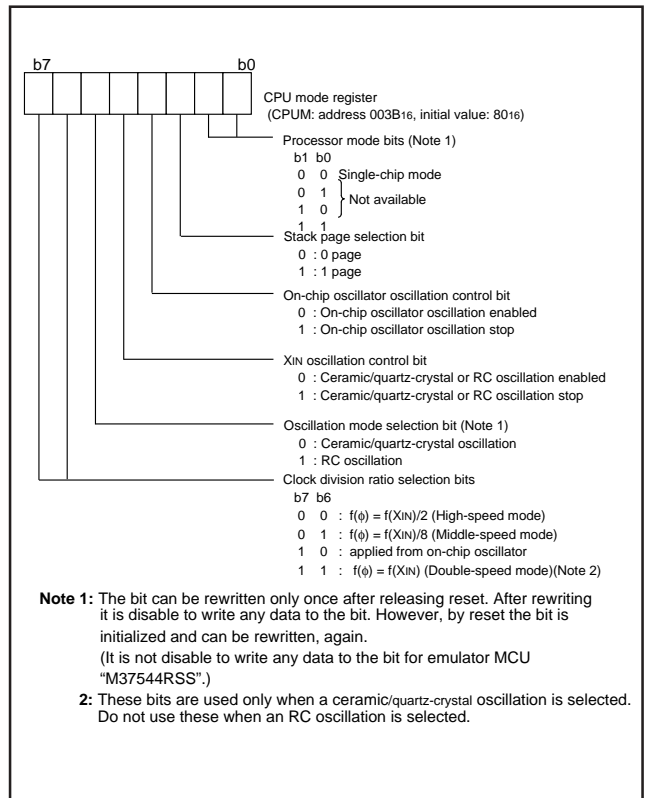 b7 b0
CPU mode register
(CPUM: address 003B16, initial value: 8016)
Processor mode bits (Note 1)
b1 b0
0 0 Single-chip mode
0 1
1 0
Not available
1 1
Stack page selection bit
0 : 0 page
1 : 1 page
On-chip oscillator oscillation control bit
0 : On-chip oscillator oscillation enabled
1 : On-chip oscillator oscillation stop
XIN oscillation control bit
0 : Ceramic/quartz-crystal or RC oscillation enabled
1 : Ceramic/quartz-crystal or RC oscillation stop
Oscillation mode selection bit (Note 1)
0 : Ceramic/quartz-crystal oscillation
1 : RC oscillation
Clock division ratio selection bits
b7 b6
0 0 : f(φ) = f(XIN)/2 (High-speed mode)
0 1 : f(φ) = f(XIN)/8 (Middle-speed mode)
1 0 : applied from on-chip oscillator
1 1 : f(φ) = f(XIN) (Double-speed mode)(Note 2)
Note 1: The bit can be rewritten only once after releasing reset. After rewriting
it is disable to write any data to the bit. However, by reset the bit is
initialized and can be rewritten, again.
(It is not disable to write any data to the bit for emulator MCU
“M37544RSS”.)
2: These bits are used only when a ceramic/quartz-crystal oscillation is selected.
Do not use these when an RC oscillation is selected.